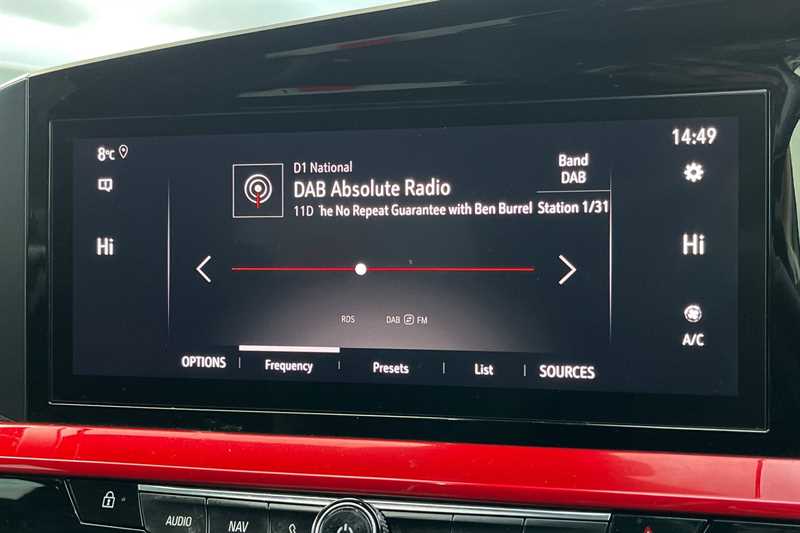 8°C
14:49
D1 National
DAB Absolute Radio
11D The No Repeat Guarantee with Ben Burrel
Band
DAB
Station 1/31
Hi
Hi
RDS
DAB FM
A/C
OPTIONS
Frequency
Presets
List
SOURCES
AUDIO
NAV